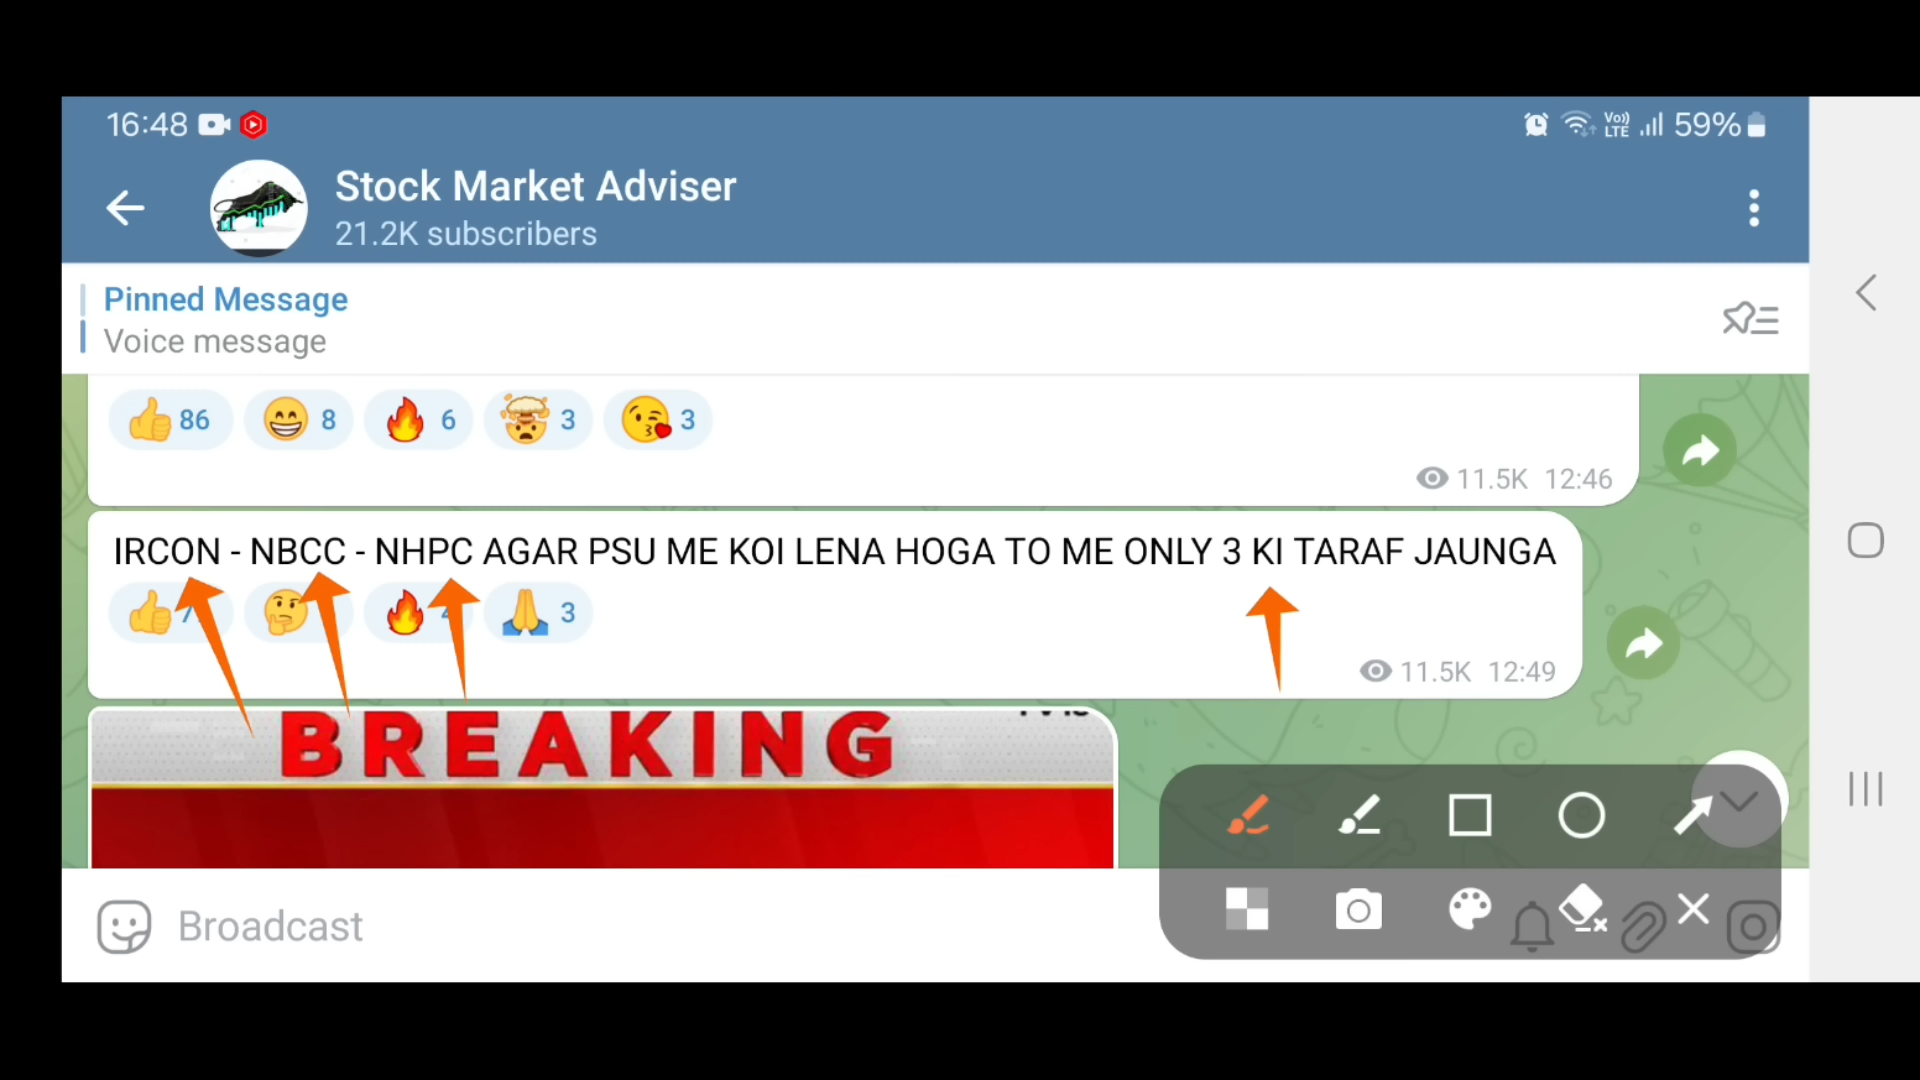 16:48 Vo)) LTE 59%
Stock Market Adviser
21.2K subscribers
Pinned Message
Voice message
86 8 6 3 3
11.5K 12:46
IRCON - NBCC - NHPC AGAR PSU ME KOI LENA HOGA TO ME ONLY 3 KI TARAF JAUNGA
3
11.5K 12:49
BREAKING
Broadcast